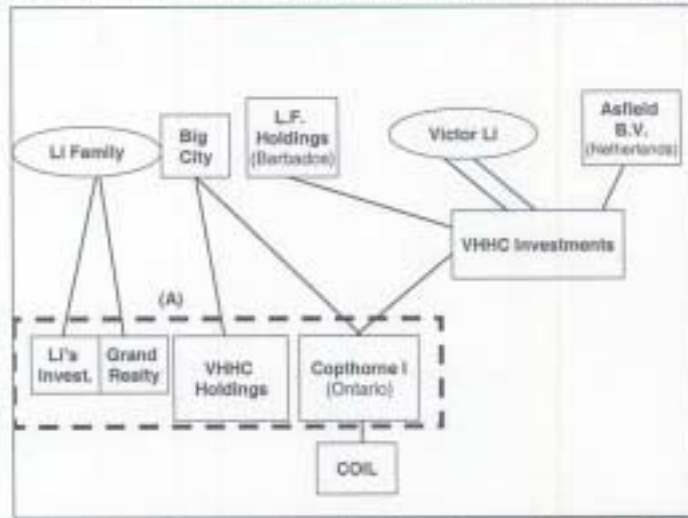 Li Family
Big
City
L.F.
Holdings
(Barbados)
Victor Li
Asfield
B.V.
(Netherlands)
VHHC Investments
(A)
Li's
Invest.
Grand
Realty
VHHC
Holdings
Copthorne I
(Ontario)
COIL